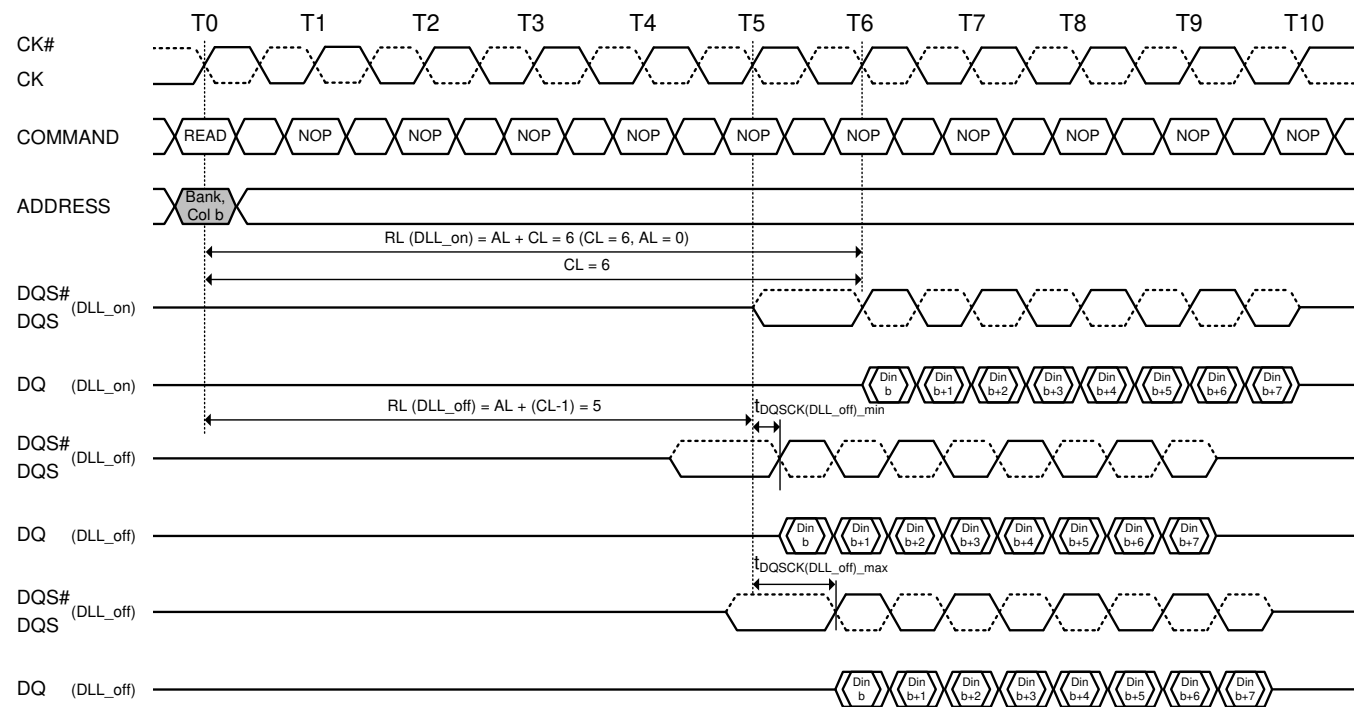 T0 T1 T2 T3 T4 T5 T6 T7 T8 T9 T10
CK#
CK
COMMAND READ NOP NOP NOP NOP NOP NOP NOP NOP NOP NOP
ADDRESS
Bank,
Col b
RL (DLL_on) = AL + CL = 6 (CL = 6, AL = 0)
CL = 6
DQS#
(DLL_on)
DQS
DQ (DLL_on)
Din Din Din Din Din Din Din Din
b b+1 b+2 b+3 b+4 b+5 b+6 b+7
RL (DLL_off) = AL + (CL-1) = 5
tDQSCK(DLL_off)_min
DQS#
(DLL_off)
DQS
DQ (DLL_off)
Din Din Din Din Din Din Din Din
b b+1 b+2 b+3 b+4 b+5 b+6 b+7
tDQSCK(DLL_off)_max
DQS#
(DLL_off)
DQS
DQ (DLL_off)
Din Din Din Din Din Din Din Din
b b+1 b+2 b+3 b+4 b+5 b+6 b+7